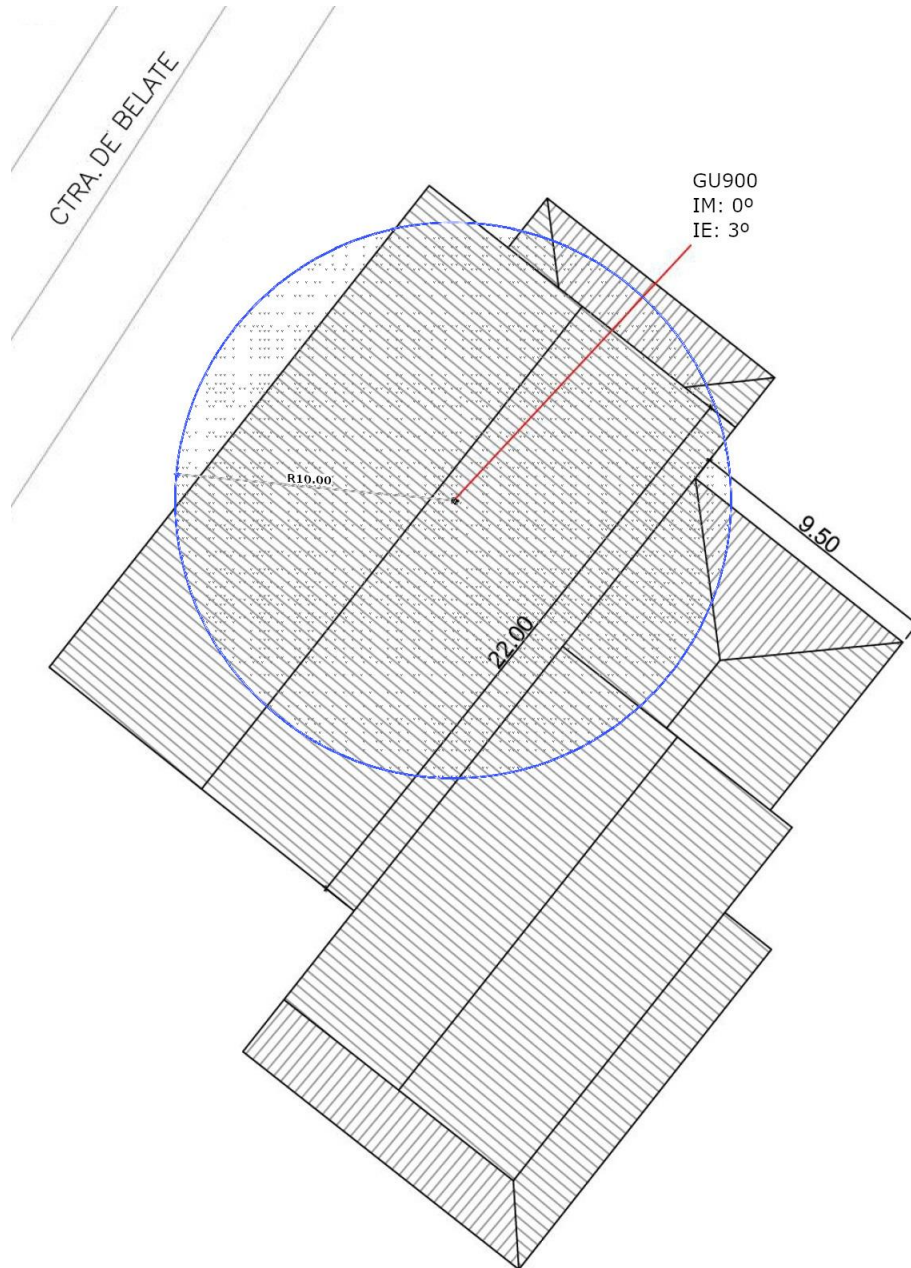 CTRA. DE BELATE
GU900
IM: 0º
IE: 3º
R10.00
9.50
22.00